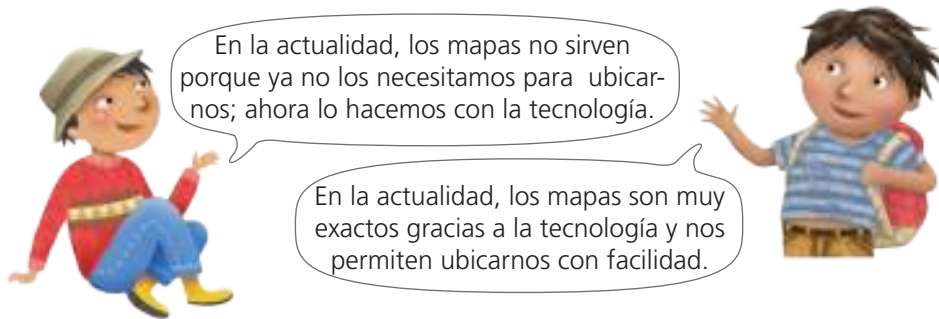 En la actualidad, los mapas no sirven
porque ya no los necesitamos para  ubicar-
nos; ahora lo hacemos con la tecnología.
En la actualidad, los mapas son muy
exactos gracias a la tecnología y nos
permiten ubicarnos con facilidad.